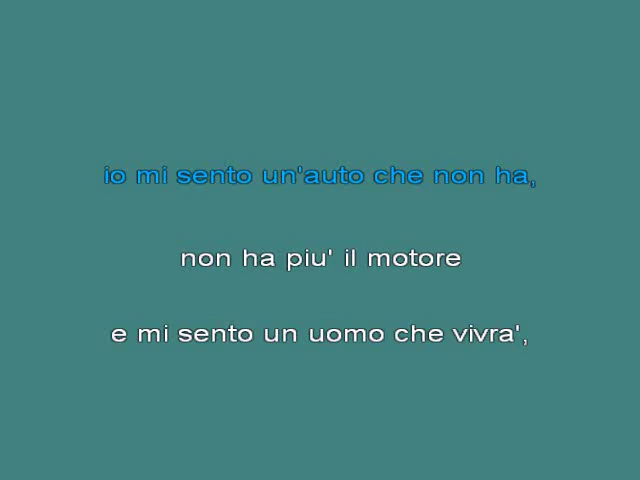 io mi sento un'auto che non ha,
non ha piu' il motore
e mi sento un uomo che vivra',